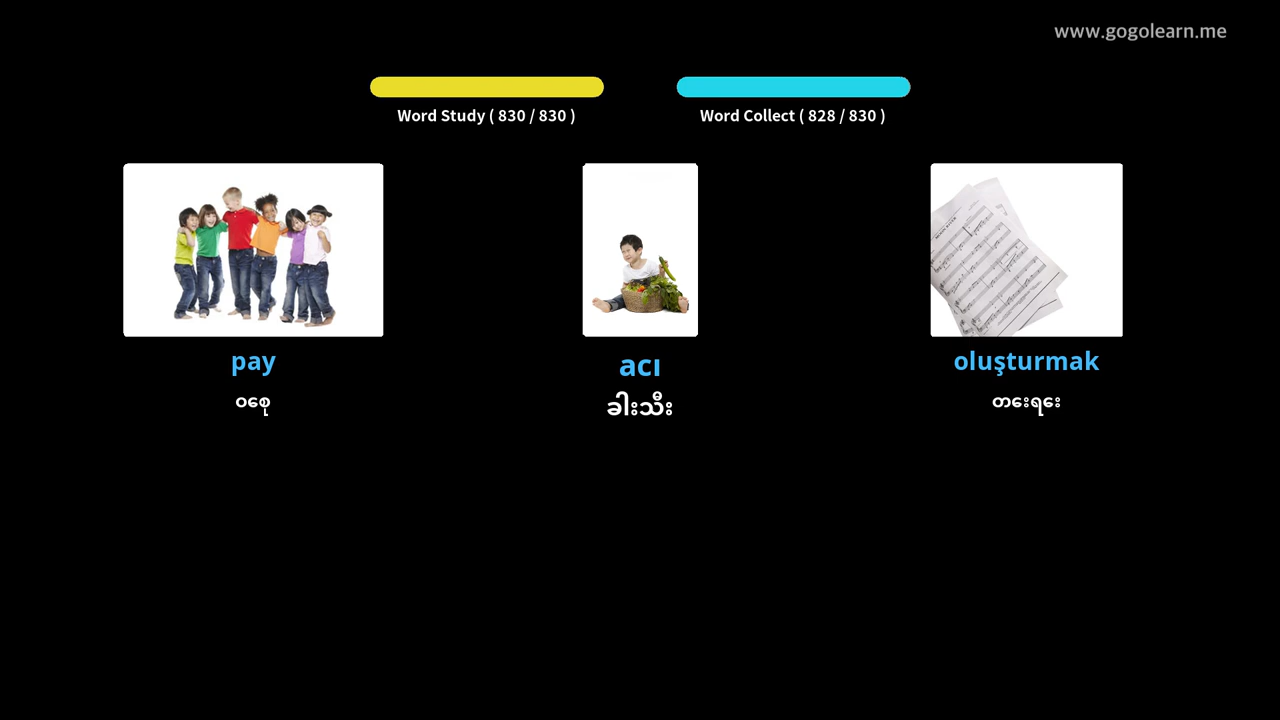 www.gogolearn.me
Word Study ( 830 / 830 )
Word Collect ( 828 / 830 )
pay
ဝေစု
acı
ခါးသီး
oluşturmak
တေးရေး